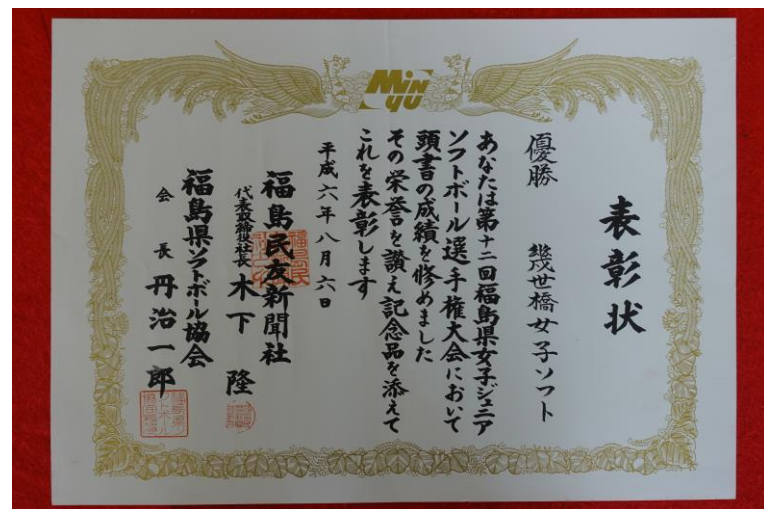 MiNYU
表彰状
優勝 幾世橋女子ソフト
あなたは第十二回福島県女子ジュニア
ソフトボール選手権大会において
頭書の成績を修めました
その栄誉を讃え記念品を添えて
これを表彰します
平成六年八月六日
福島民友新聞社
代表取締役社長 木下 隆
福島県ソフトボール協会
会長 丹治一郎